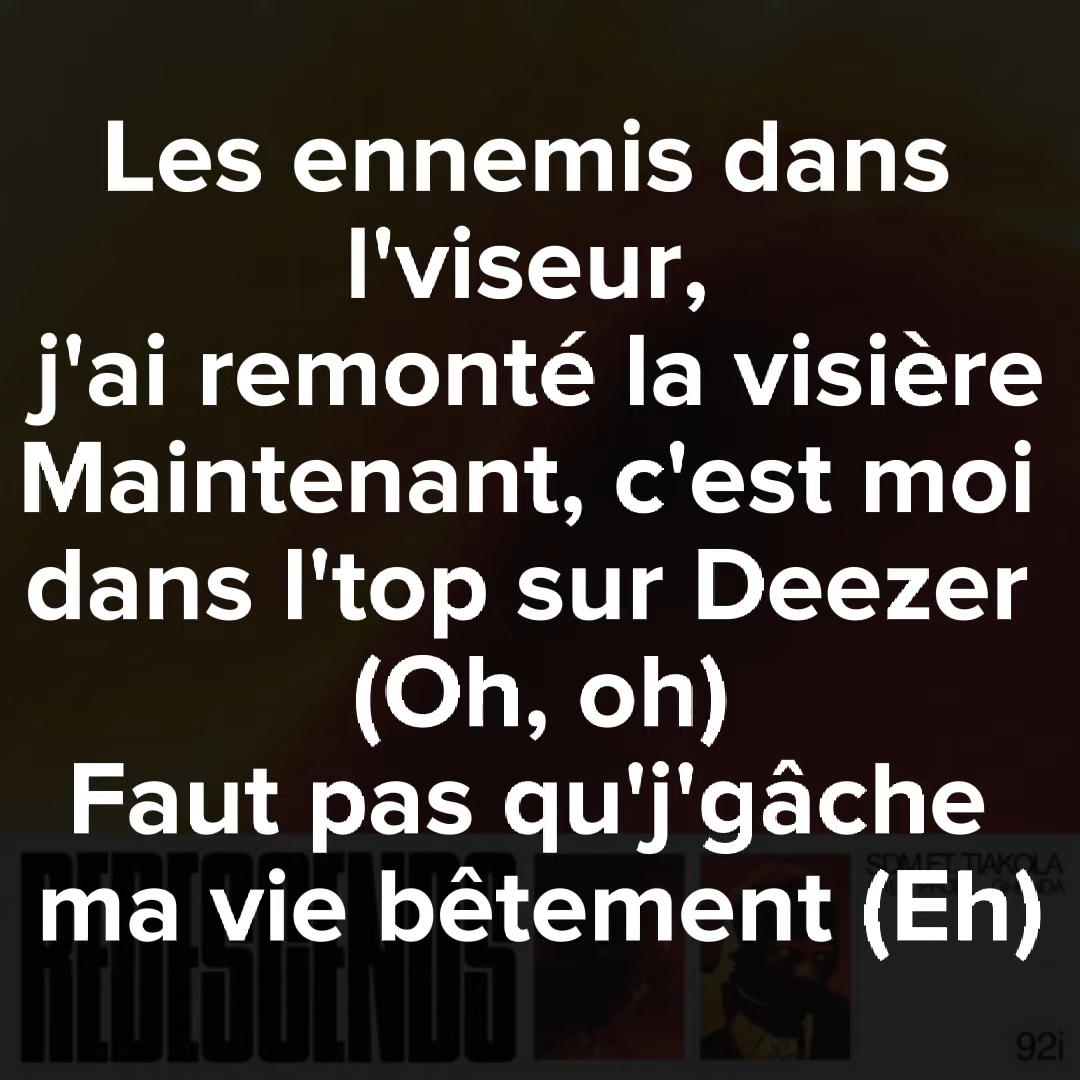 Les ennemis dans
l'viseur,
j'ai remonté la visière
Maintenant, c'est moi
dans l'top sur Deezer
(Oh, oh)
Faut pas qu'j'gâche
ma vie bêtement (Eh)
REDESCENDS
SDM ET TIAKOLA
92i